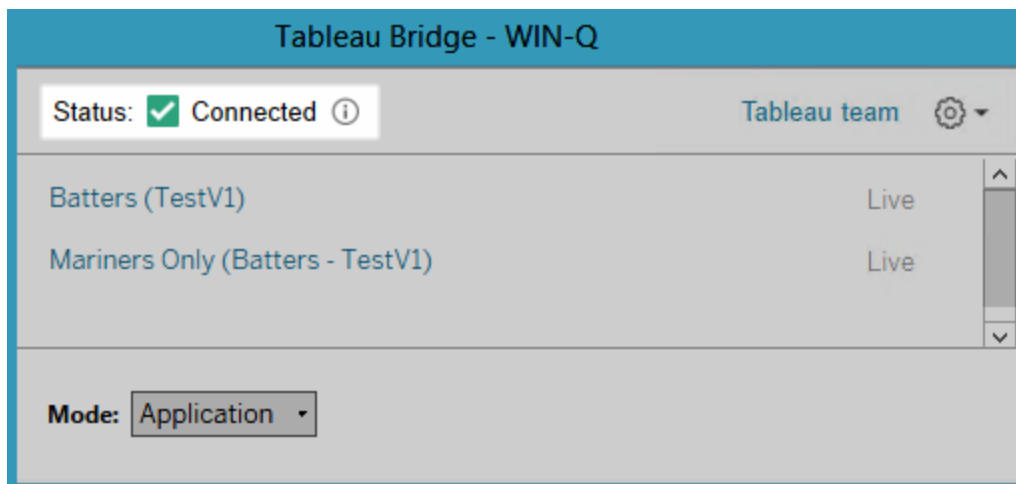 Tableau Bridge - WIN-Q
Status: Connected
Tableau team
Batters (TestV1) Live
Mariners Only (Batters - TestV1) Live
Mode: Application